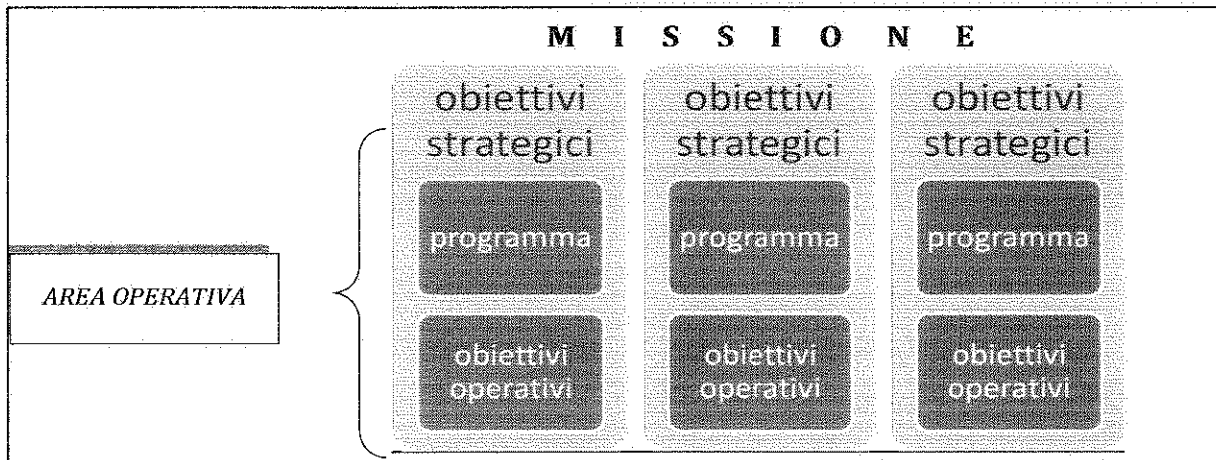 M I S S I O N E
obiettivi
strategici
obiettivi
strategici
obiettivi
strategici
programma
programma
programma
AREA OPERATIVA
obiettivi
operativi
obiettivi
operativi
obiettivi
operativi